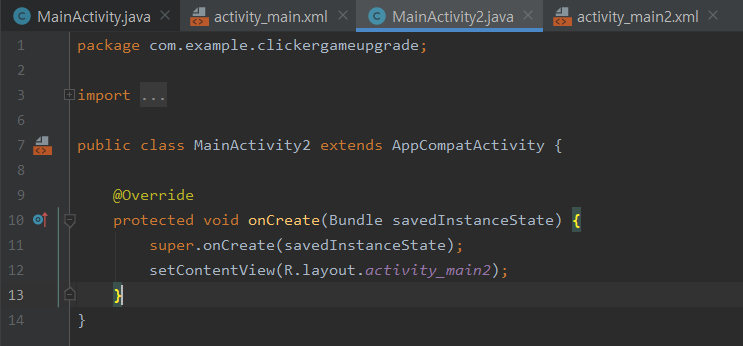 MainActivity.java × activity_main.xml × MainActivity2.java × activity_main2.xml ×
1 package com.example.clickergameupgrade;
2
3 import ...
6
7 public class MainActivity2 extends AppCompatActivity {
8
9 @Override
10 protected void onCreate(Bundle savedInstanceState) {
11 super.onCreate(savedInstanceState);
12 setContentView(R.layout.activity_main2);
13 }
14 }